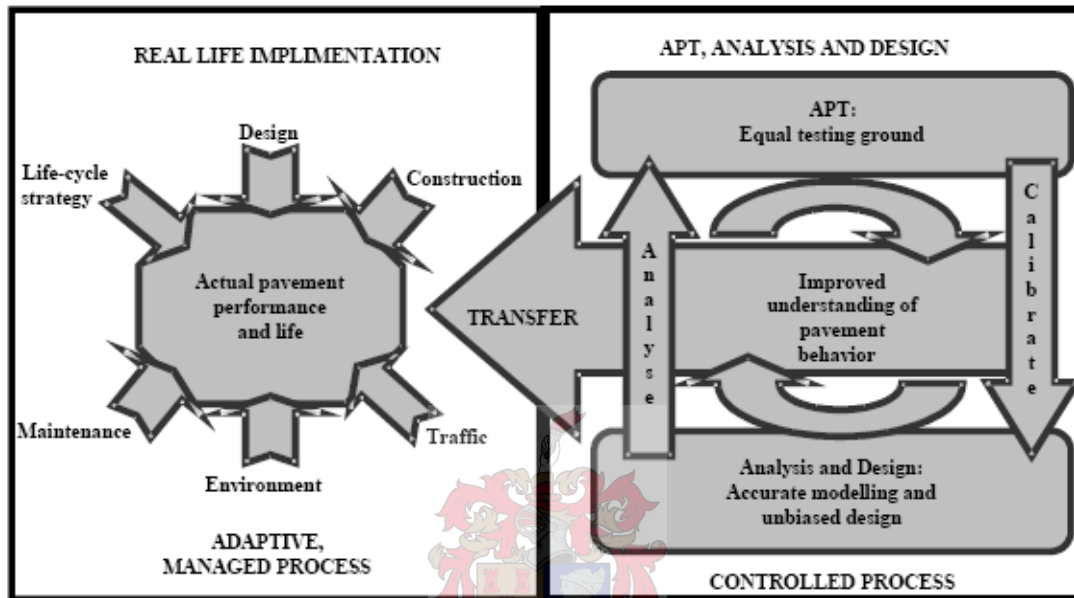 REAL LIFE IMPLIMENTATION
Design
Life-cycle
strategy
Construction
Actual pavement
performance
and life
Maintenance
Traffic
Environment
ADAPTIVE,
MANAGED PROCESS
APT, ANALYSIS AND DESIGN
APT:
Equal testing ground
TRANSFER
Analyse
Improved
understanding of
pavement
behavior
Calibrate
Analysis and Design:
Accurate modelling and
unbiased design
CONTROLLED PROCESS